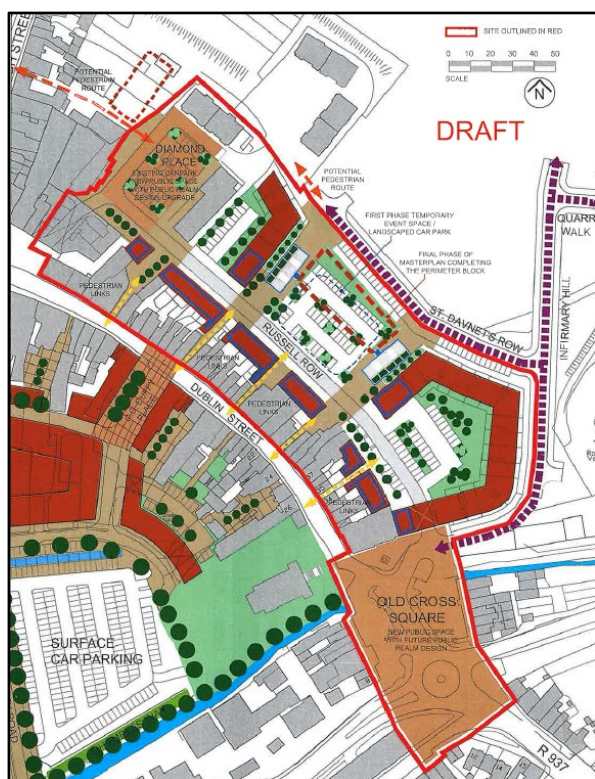 SITE OUTLINED IN RED
0 10 20 30 40 50
SCALE
N
DRAFT
POTENTIAL
PEDESTRIAN
ROUTE
DIAMOND
PLACE
EXISTING CARPARK
NEW PUBLIC SPACE
WITH PUBLIC REALM
DESIGN UPGRADE
POTENTIAL
PEDESTRIAN
ROUTE
FIRST PHASE TEMPORARY
EVENT SPACE /
LANDSCAPED CAR PARK
FINAL PHASE OF
MASTERPLAN COMPLETING
THE PERIMETER BLOCK
QUARRY
WALK
INFIRMARY HILL
ST. DAVNET'S ROW
PEDESTRIAN
LINKS
RUSSELL ROW
PEDESTRIAN
LINKS
DUBLIN STREET
PEDESTRIAN
LINKS
PEDESTRIAN
LINKS
OLD CROSS
SQUARE
NEW PUBLIC SPACE
WITH FUTURE PUBLIC
REALM DESIGN
SURFACE
CAR PARKING
R 937